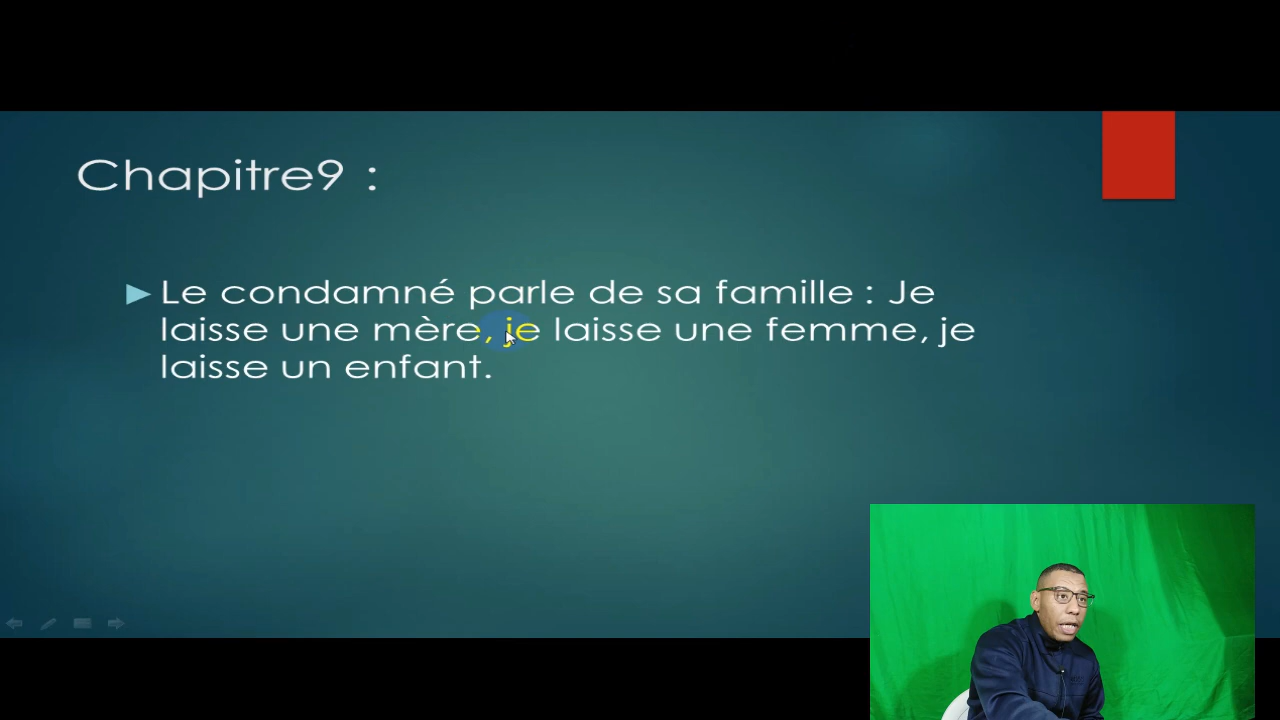 Chapitre9 :
Le condamné parle de sa famille : Je
laisse une mère, je laisse une femme, je
laisse un enfant.